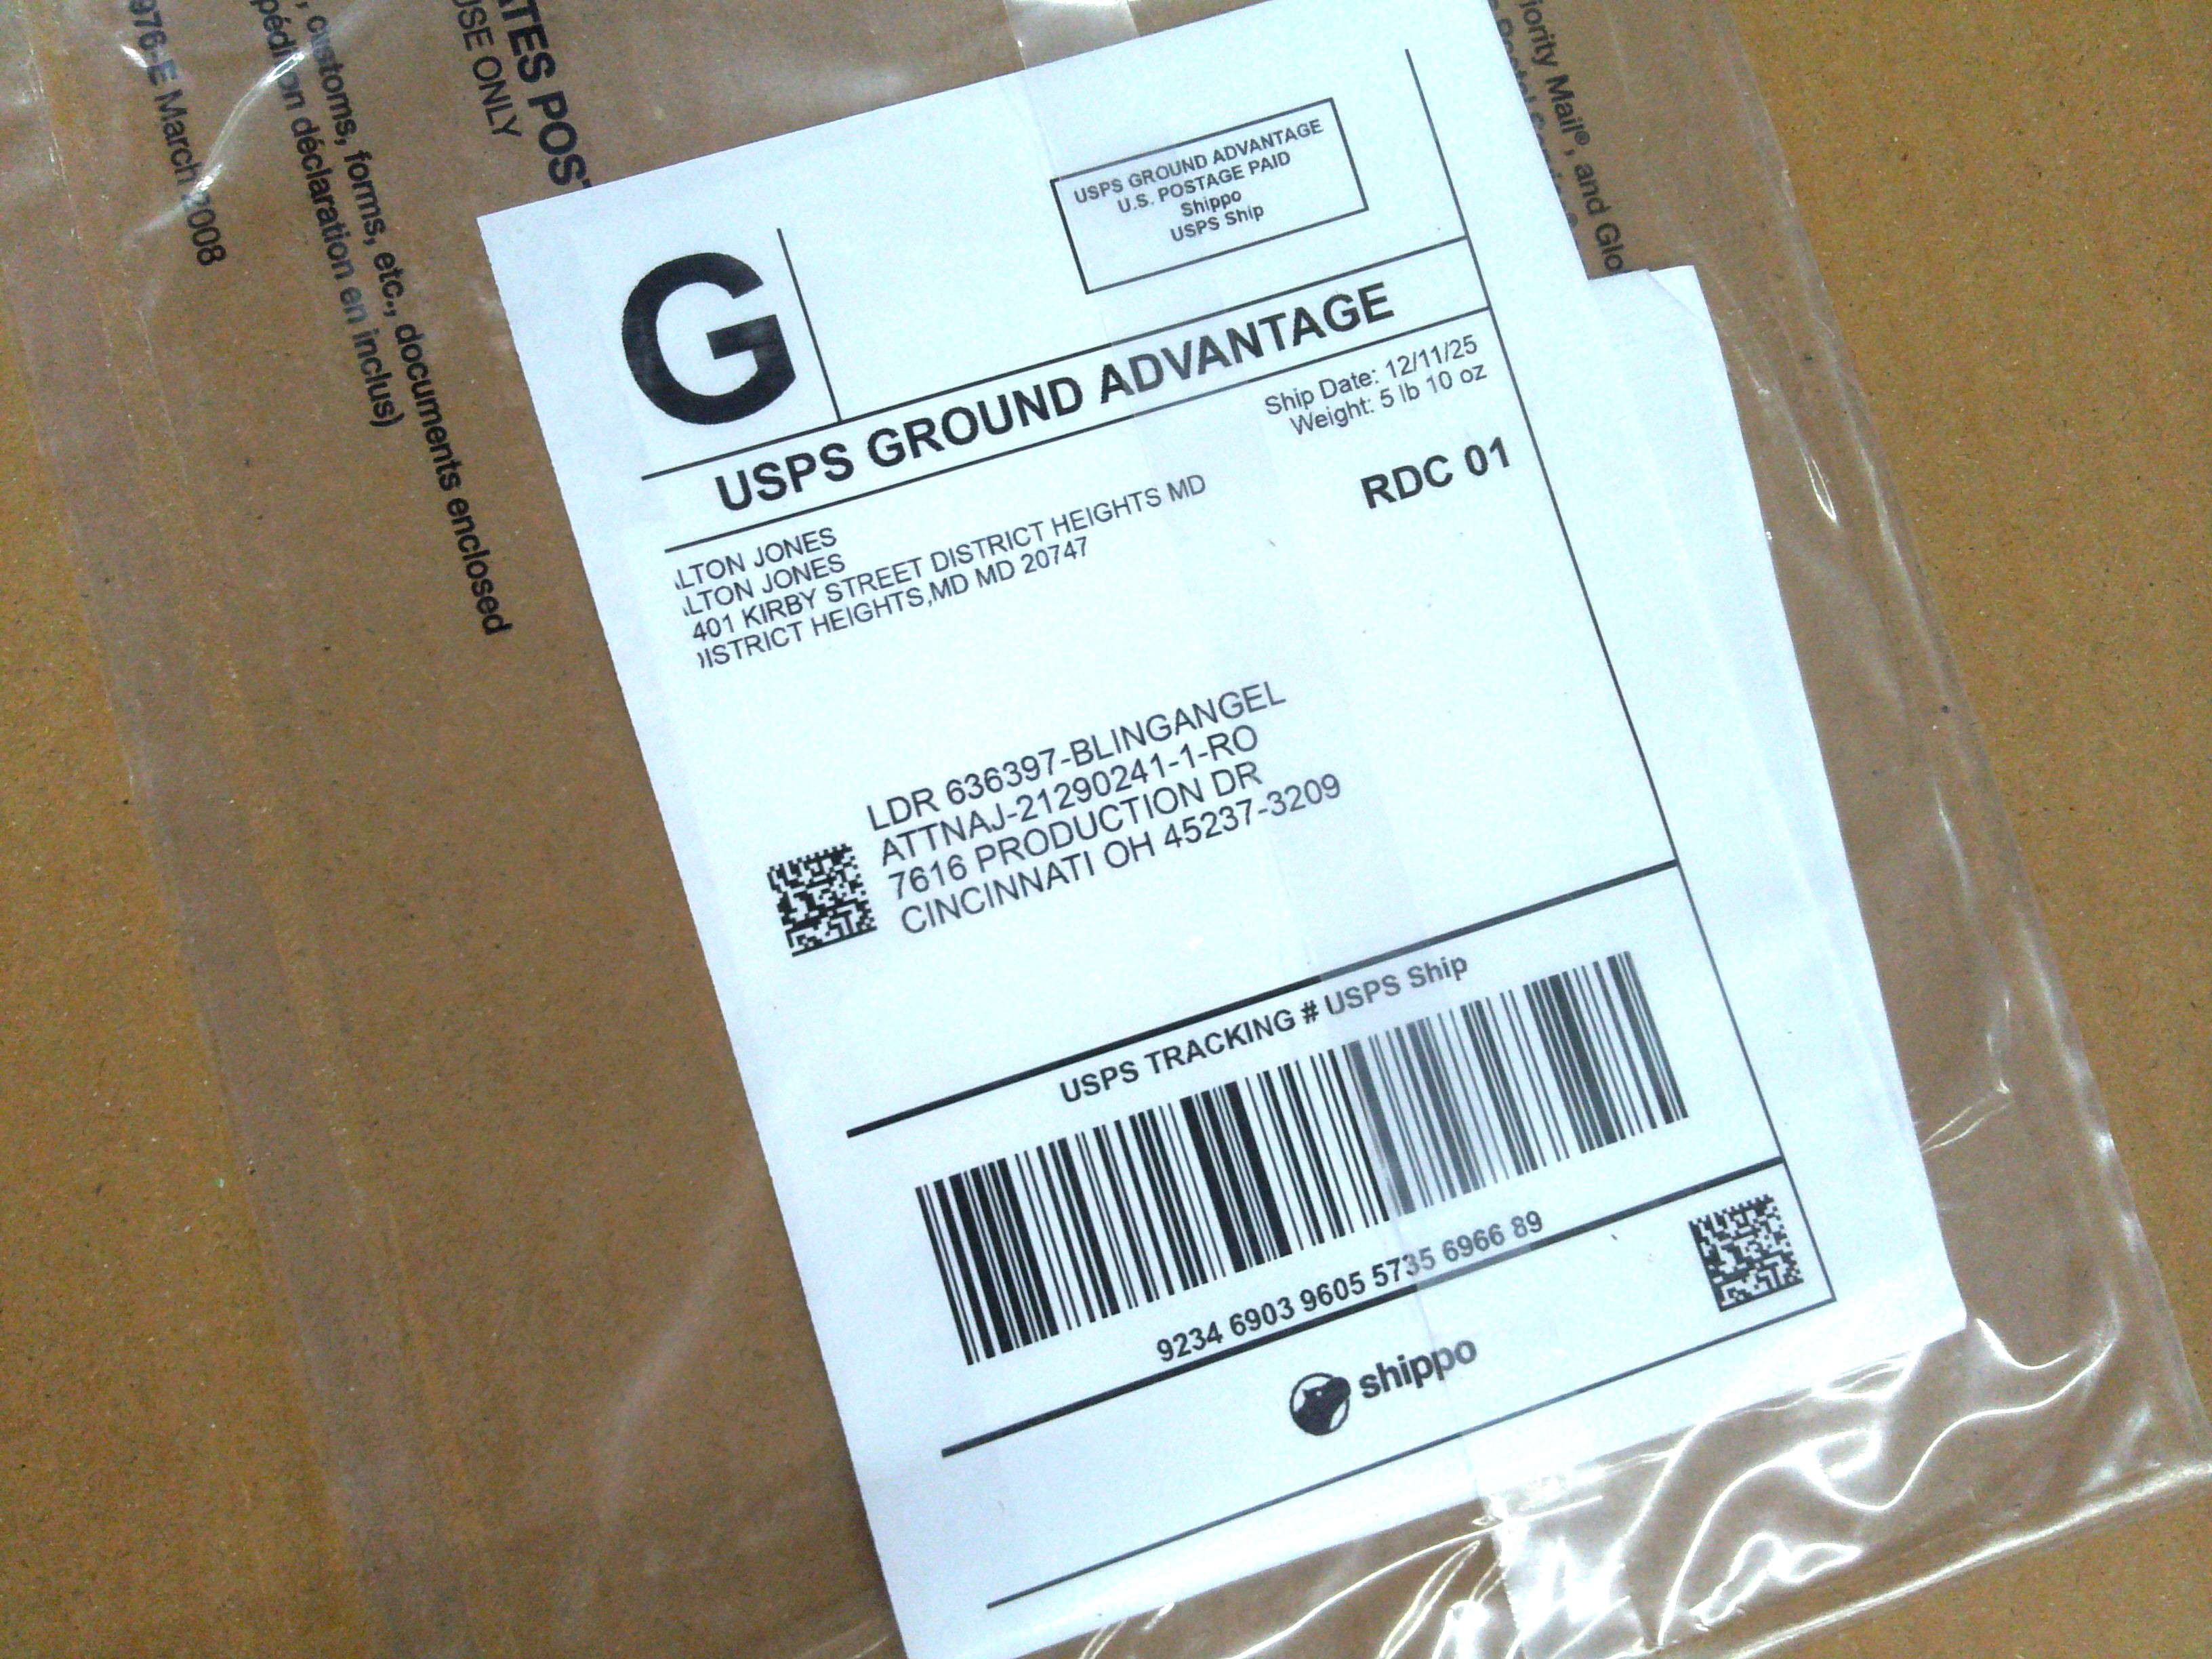 976-E March 2008
, customs, forms, etc., documents enclosed
pédition déclaration en inclus)
ATES POST
USE ONLY
iority Mail®, and Glo
G
USPS GROUND ADVANTAGE
U.S. POSTAGE PAID
Shippo
USPS Ship
USPS GROUND ADVANTAGE
Ship Date: 12/11/25
Weight: 5 lb 10 oz
RDC 01
LTON JONES
LTON JONES
401 KIRBY STREET DISTRICT HEIGHTS MD
ISTRICT HEIGHTS,MD MD 20747
LDR 636397-BLINGANGEL
ATTNAJ-21290241-1-RO
7616 PRODUCTION DR
CINCINNATI OH 45237-3209
USPS TRACKING # USPS Ship
9234 6903 9605 5735 6966 89
shippo